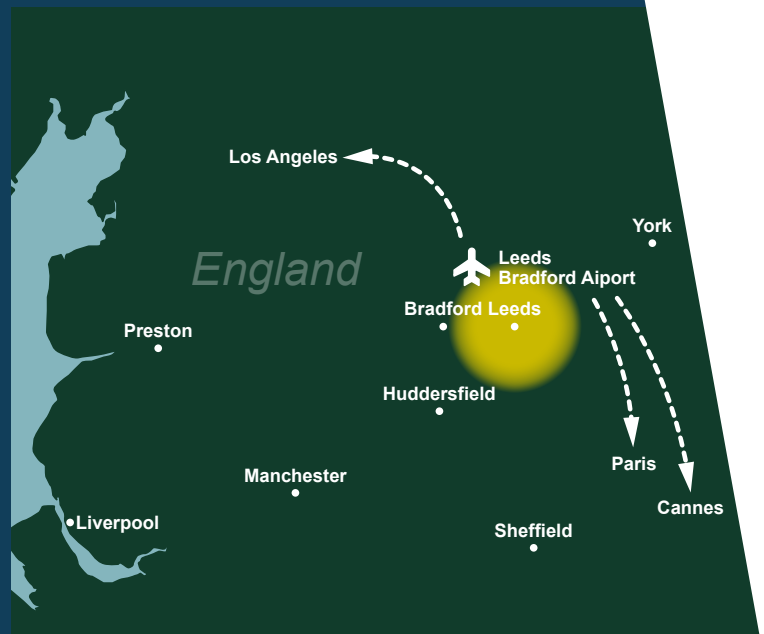 Los Angeles
York
England
Leeds
Bradford Aiport
Bradford Leeds
Preston
Huddersfield
Paris
Manchester
Cannes
Liverpool
Sheffield